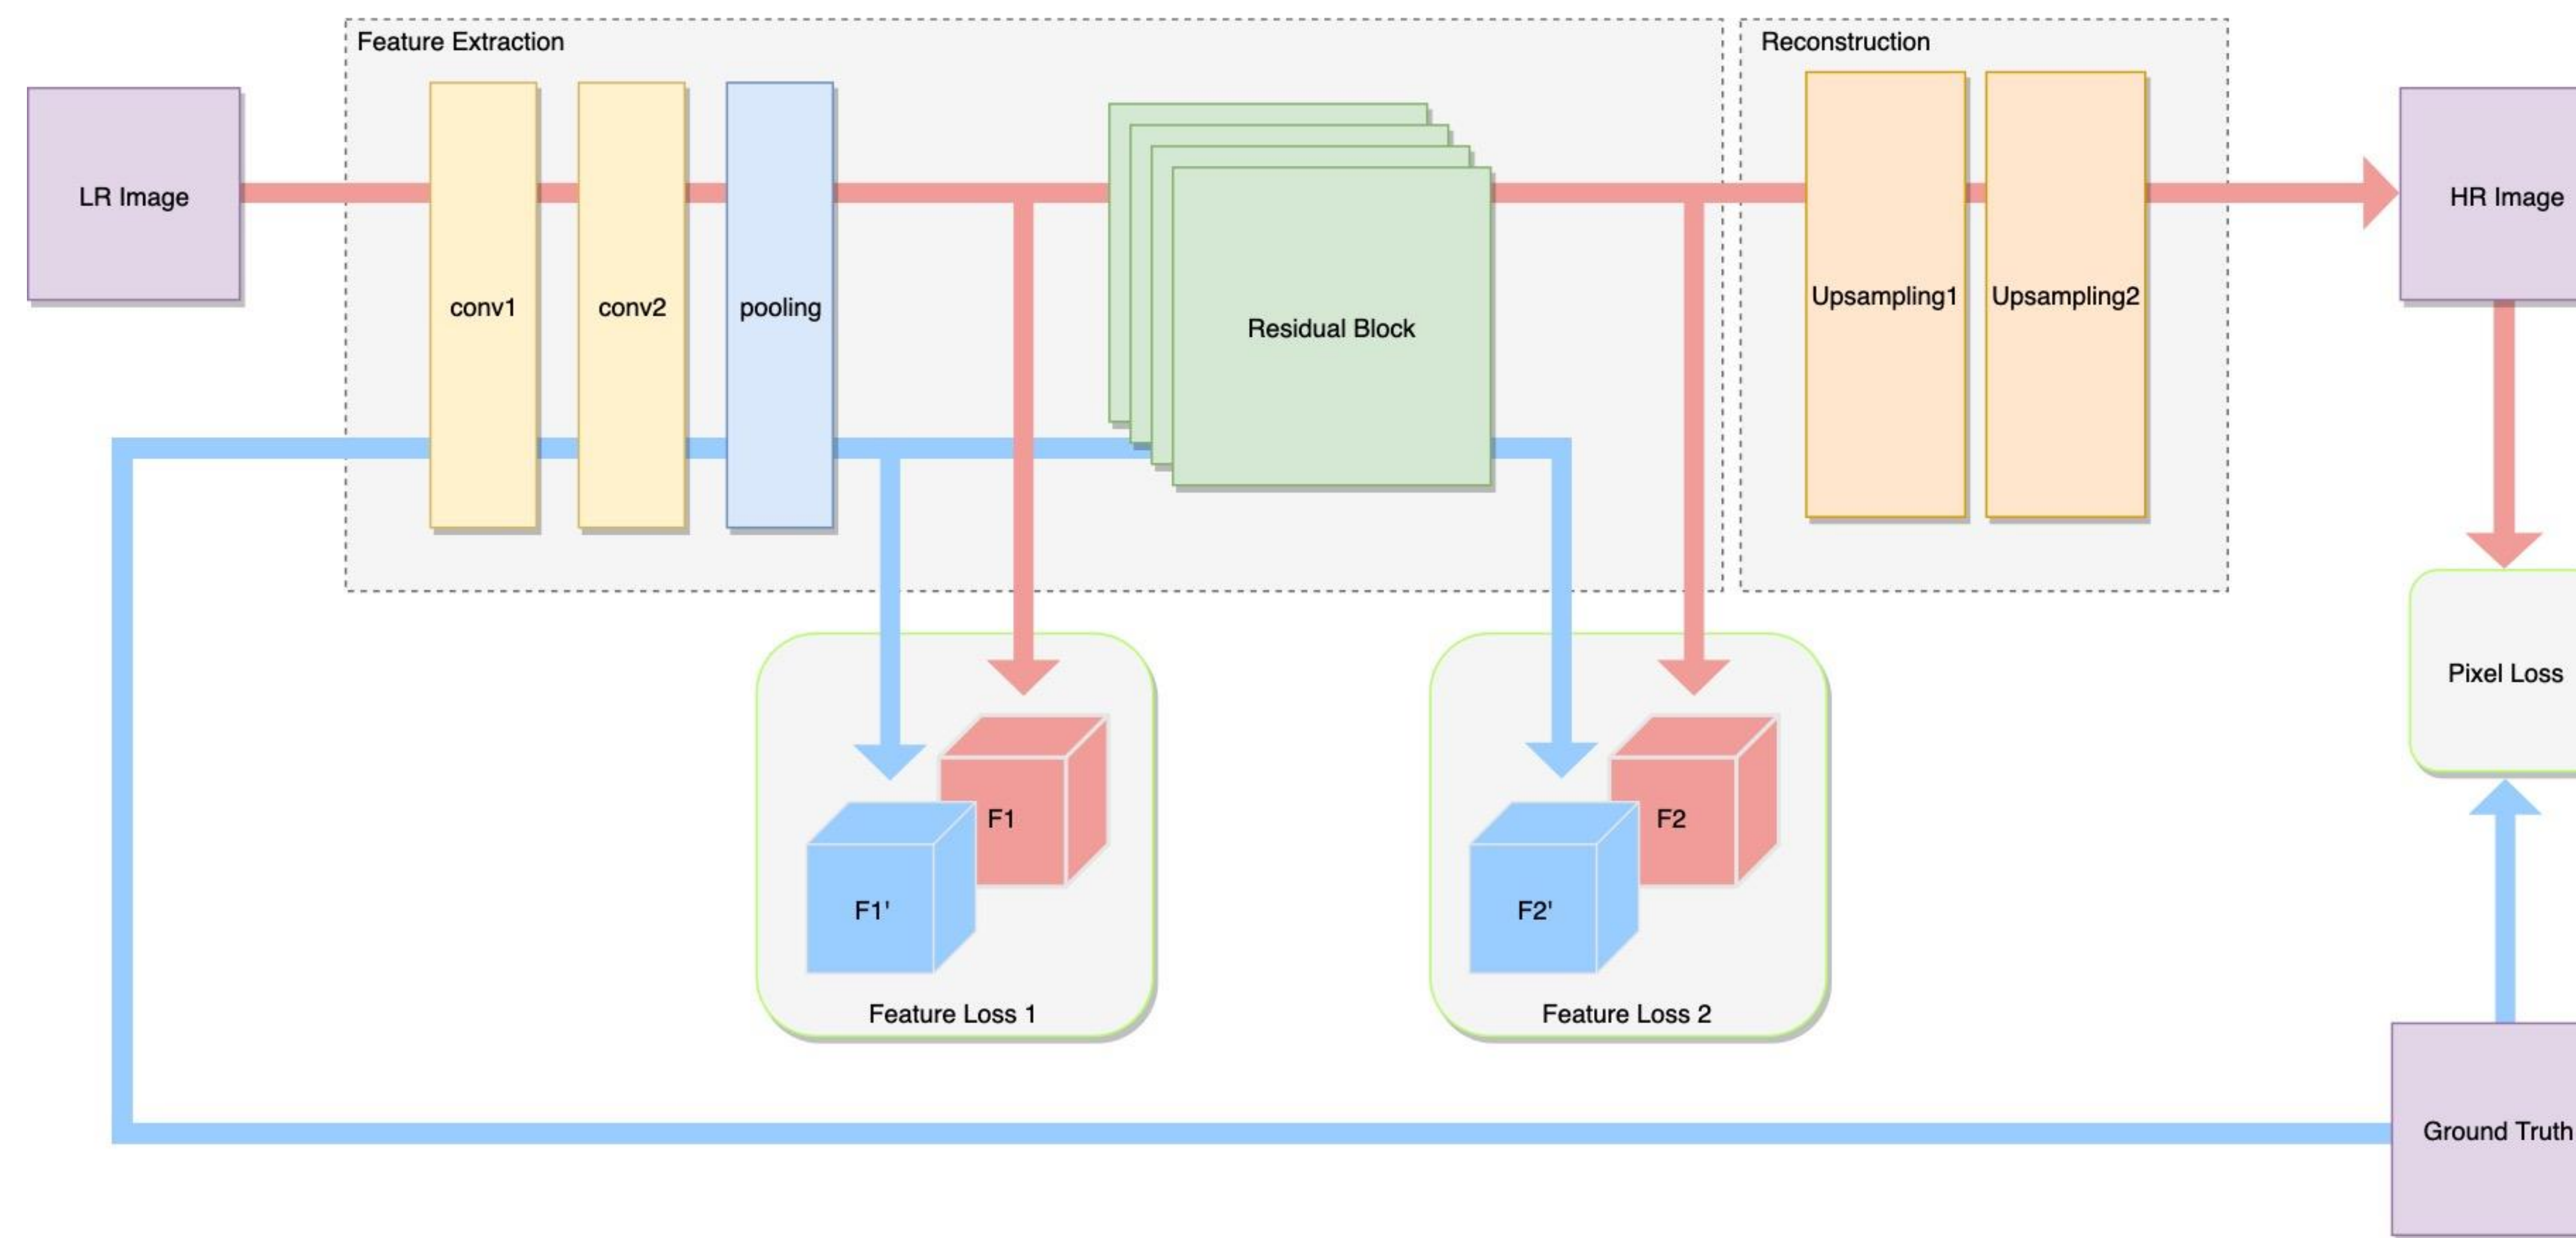 Feature Extraction
Reconstruction
LR Image
conv1
conv2
pooling
Residual Block
Upsampling1
Upsampling2
HR Image
Pixel Loss
F1
F1'
Feature Loss 1
F2
F2'
Feature Loss 2
Ground Truth